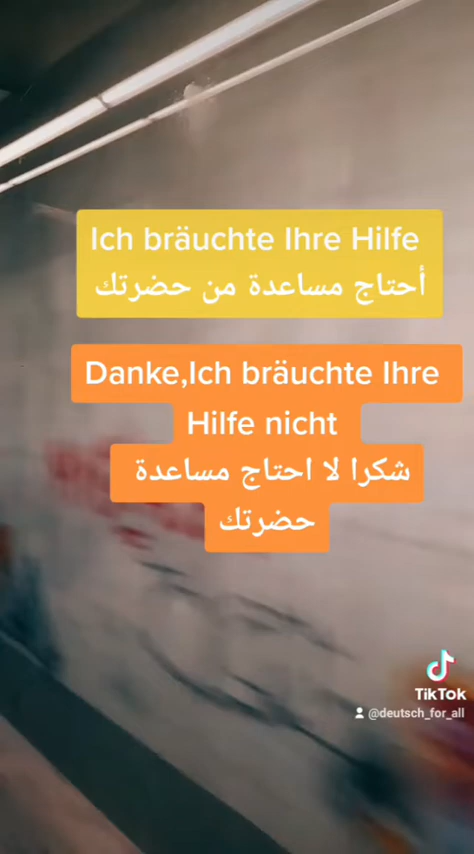 Ich bräuchte Ihre Hilfe
أحتاج مساعدة من حضرتك
Danke,Ich bräuchte Ihre
Hilfe nicht
شكرا لا احتاج مساعدة
حضرتك
TikTok
@deutsch_for_all